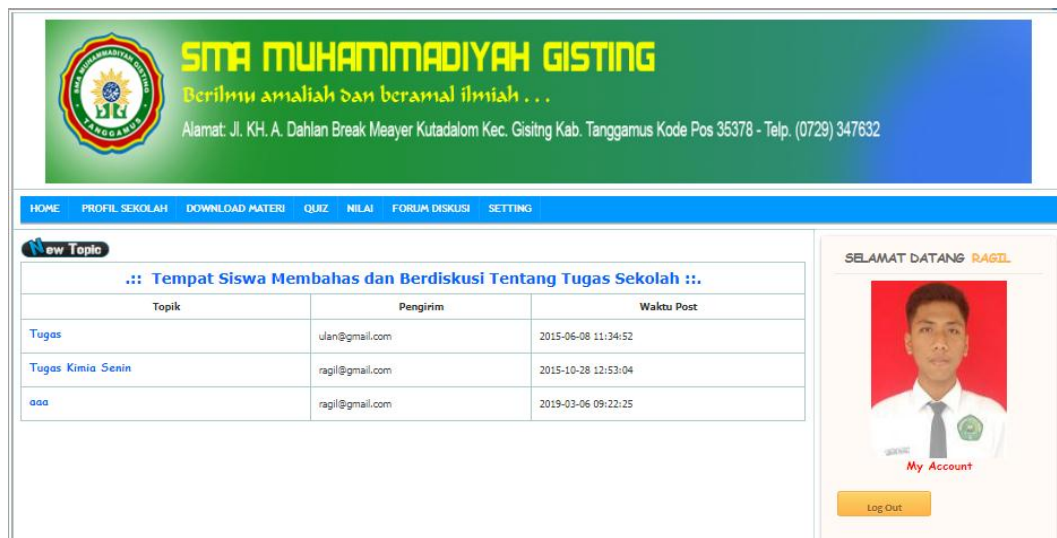 SMA MUHAMMADIYAH GISTING
Berilmu amaliah dan beramal ilmiah . . .
Alamat: Jl. KH. A. Dahlan Break Meayer Kutadalom Kec. Gisitng Kab. Tanggamus Kode Pos 35378 - Telp. (0729) 347632
SMA MUHAMMADIYAH GISTING
TANGGAMUS
HOME PROFIL SEKOLAH DOWNLOAD MATERI QUIZ NILAI FORUM DISKUSI SETTING
New Topic
.:: Tempat Siswa Membahas dan Berdiskusi Tentang Tugas Sekolah ::.
Topik Pengirim Waktu Post
Tugas ulan@gmail.com 2015-06-08 11:34:52
Tugas Kimia Senin ragil@gmail.com 2015-10-28 12:53:04
aaa ragil@gmail.com 2019-03-06 09:22:25
SELAMAT DATANG RAGIL
My Account
Log Out